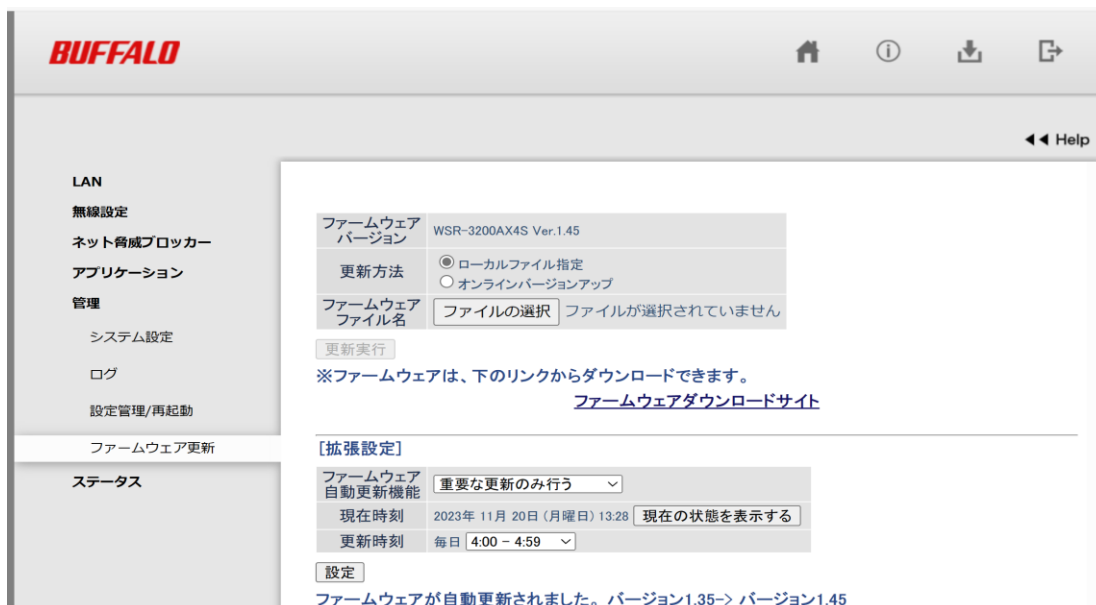 BUFFALO
Help
LAN
無線設定
ネット脅威ブロッカー
アプリケーション
管理
システム設定
ログ
設定管理/再起動
ファームウェア更新
ステータス
ファームウェア
バージョン
WSR-3200AX4S Ver.1.45
更新方法
ローカルファイル指定
オンラインバージョンアップ
ファームウェア
ファイル名
ファイルの選択 ファイルが選択されていません
更新実行
※ファームウェアは、下のリンクからダウンロードできます。
ファームウェアダウンロードサイト
[拡張設定]
ファームウェア
自動更新機能
重要な更新のみ行う
現在時刻 2023年 11月 20日 (月曜日) 13:28 現在の状態を表示する
更新時刻 毎日 4:00 - 4:59
設定
ファームウェアが自動更新されました。バージョン1.35-> バージョン1.45